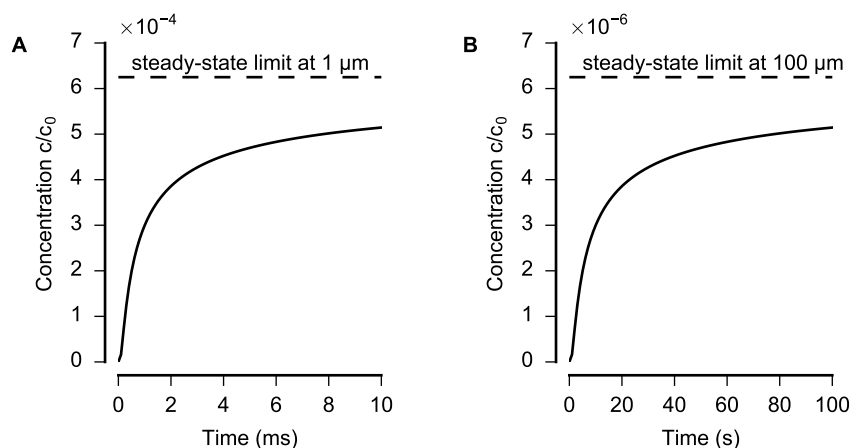 A
×10⁻⁴
7
steady-state limit at 1 µm
6
5
4
3
2
1
0
Concentration c/c₀
0 2 4 6 8 10
Time (ms)
B
×10⁻⁶
7
steady-state limit at 100 µm
6
5
4
3
2
1
0
Concentration c/c₀
0 20 40 60 80 100
Time (s)